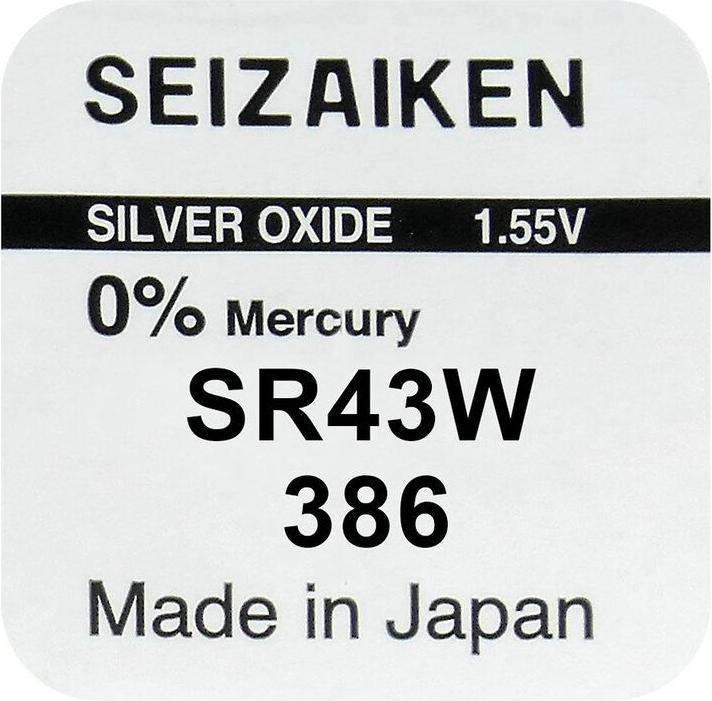 SEIZAIKEN
SILVER OXIDE 1.55V
0% Mercury
SR43W
386
Made in Japan